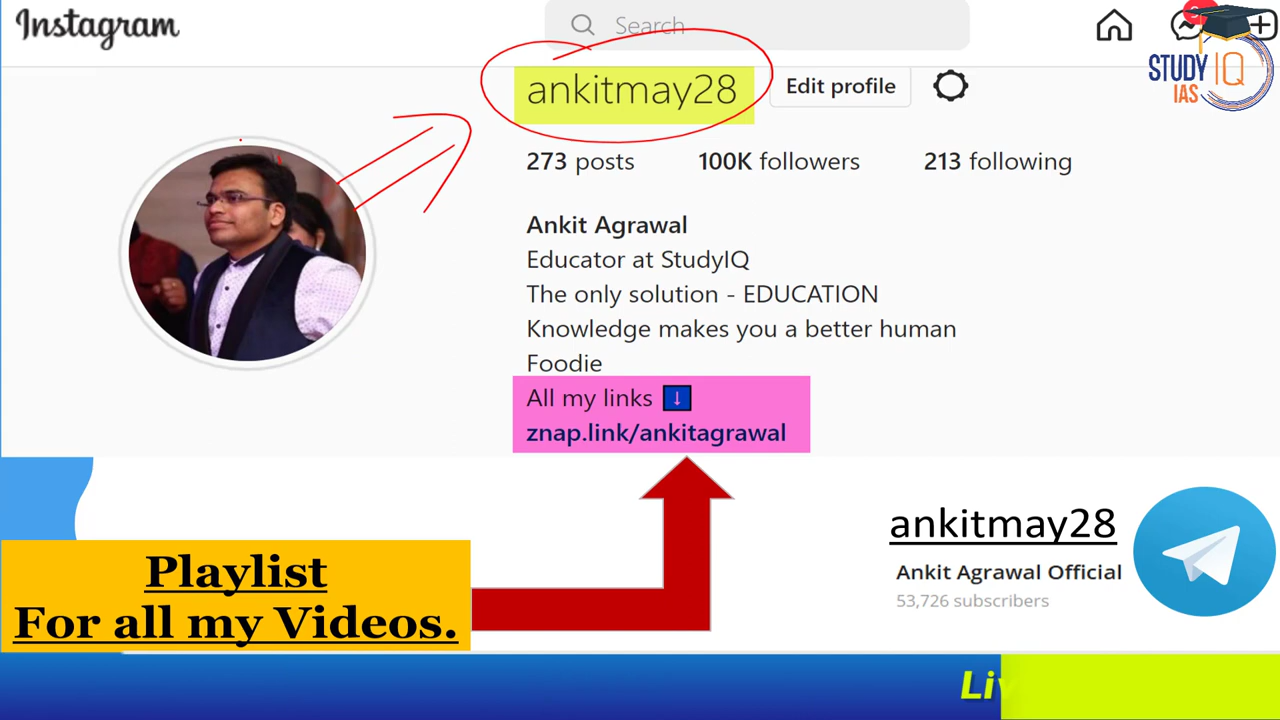 Instagram
Search
STUDY IQ
IAS
ankitmay28
Edit profile
273 posts 100K followers 213 following
Ankit Agrawal
Educator at StudyIQ
The only solution - EDUCATION
Knowledge makes you a better human
Foodie
All my links ↓
znap.link/ankitagrawal
ankitmay28
Ankit Agrawal Official
53,726 subscribers
Playlist
For all my Videos.